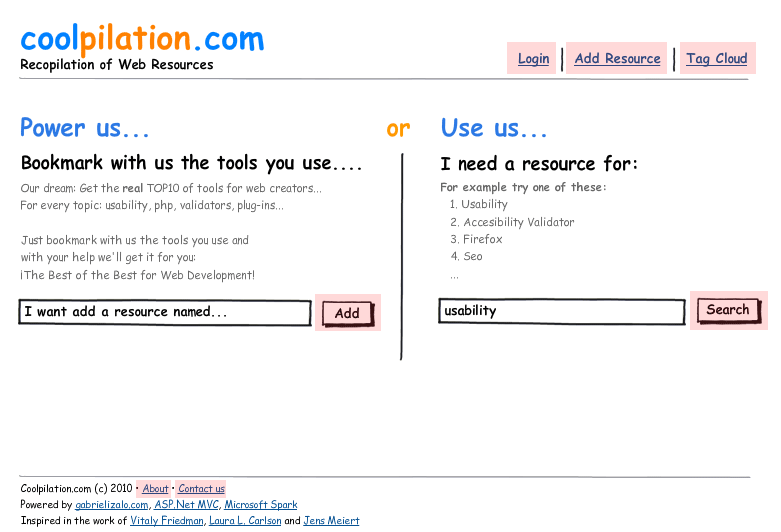 coolpilation.com
Recopilation of Web Resources
Login | Add Resource | Tag Cloud
Power us...
or
Use us...
Bookmark with us the tools you use....
Our dream: Get the real TOP10 of tools for web creators...
For every topic: usability, php, validators, plug-ins...
Just bookmark with us the tools you use and
with your help we'll get it for you:
¡The Best of the Best for Web Development!
I want add a resource named...
Add
I need a resource for:
For example try one of these:
1. Usability
2. Accesibility Validator
3. Firefox
4. Seo
...
usability
Search
Coolpilation.com (c) 2010 · About · Contact us
Powered by gabrielizalo.com, ASP.Net MVC, Microsoft Spark
Inspired in the work of Vitaly Friedman, Laura L. Carlson and Jens Meiert